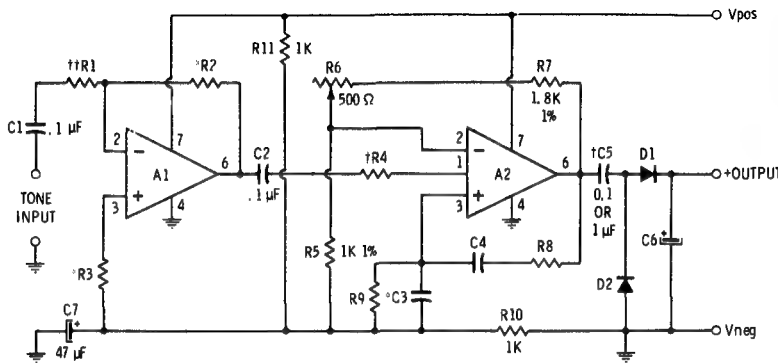 Vpos
††R1
°R2
R11
1K
R6
500 Ω
R7
1.8K
1%
C1
.1 µF
2
7
A1
6
3
4
C2
.1 µF
†R4
2
7
1
A2
6
3
4
†C5
0.1
OR
1 µF
D1
+OUTPUT
TONE
INPUT
°R3
R5
1K 1%
C4
R8
R9
°C3
C6
+
D2
C7
+
47 µF
R10
1K
Vneg